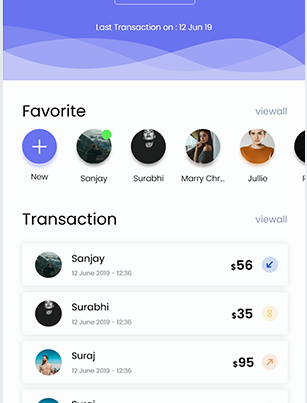 Last Transaction on : 12 Jun 19
Favorite viewall
New Sanjay Surabhi Marry Chr... Jullie
Transaction viewall
Sanjay
12 June 2019 - 12:36
$56
Surabhi
12 June 2019 - 12:36
$35
Suraj
12 June 2019 - 12:36
$95